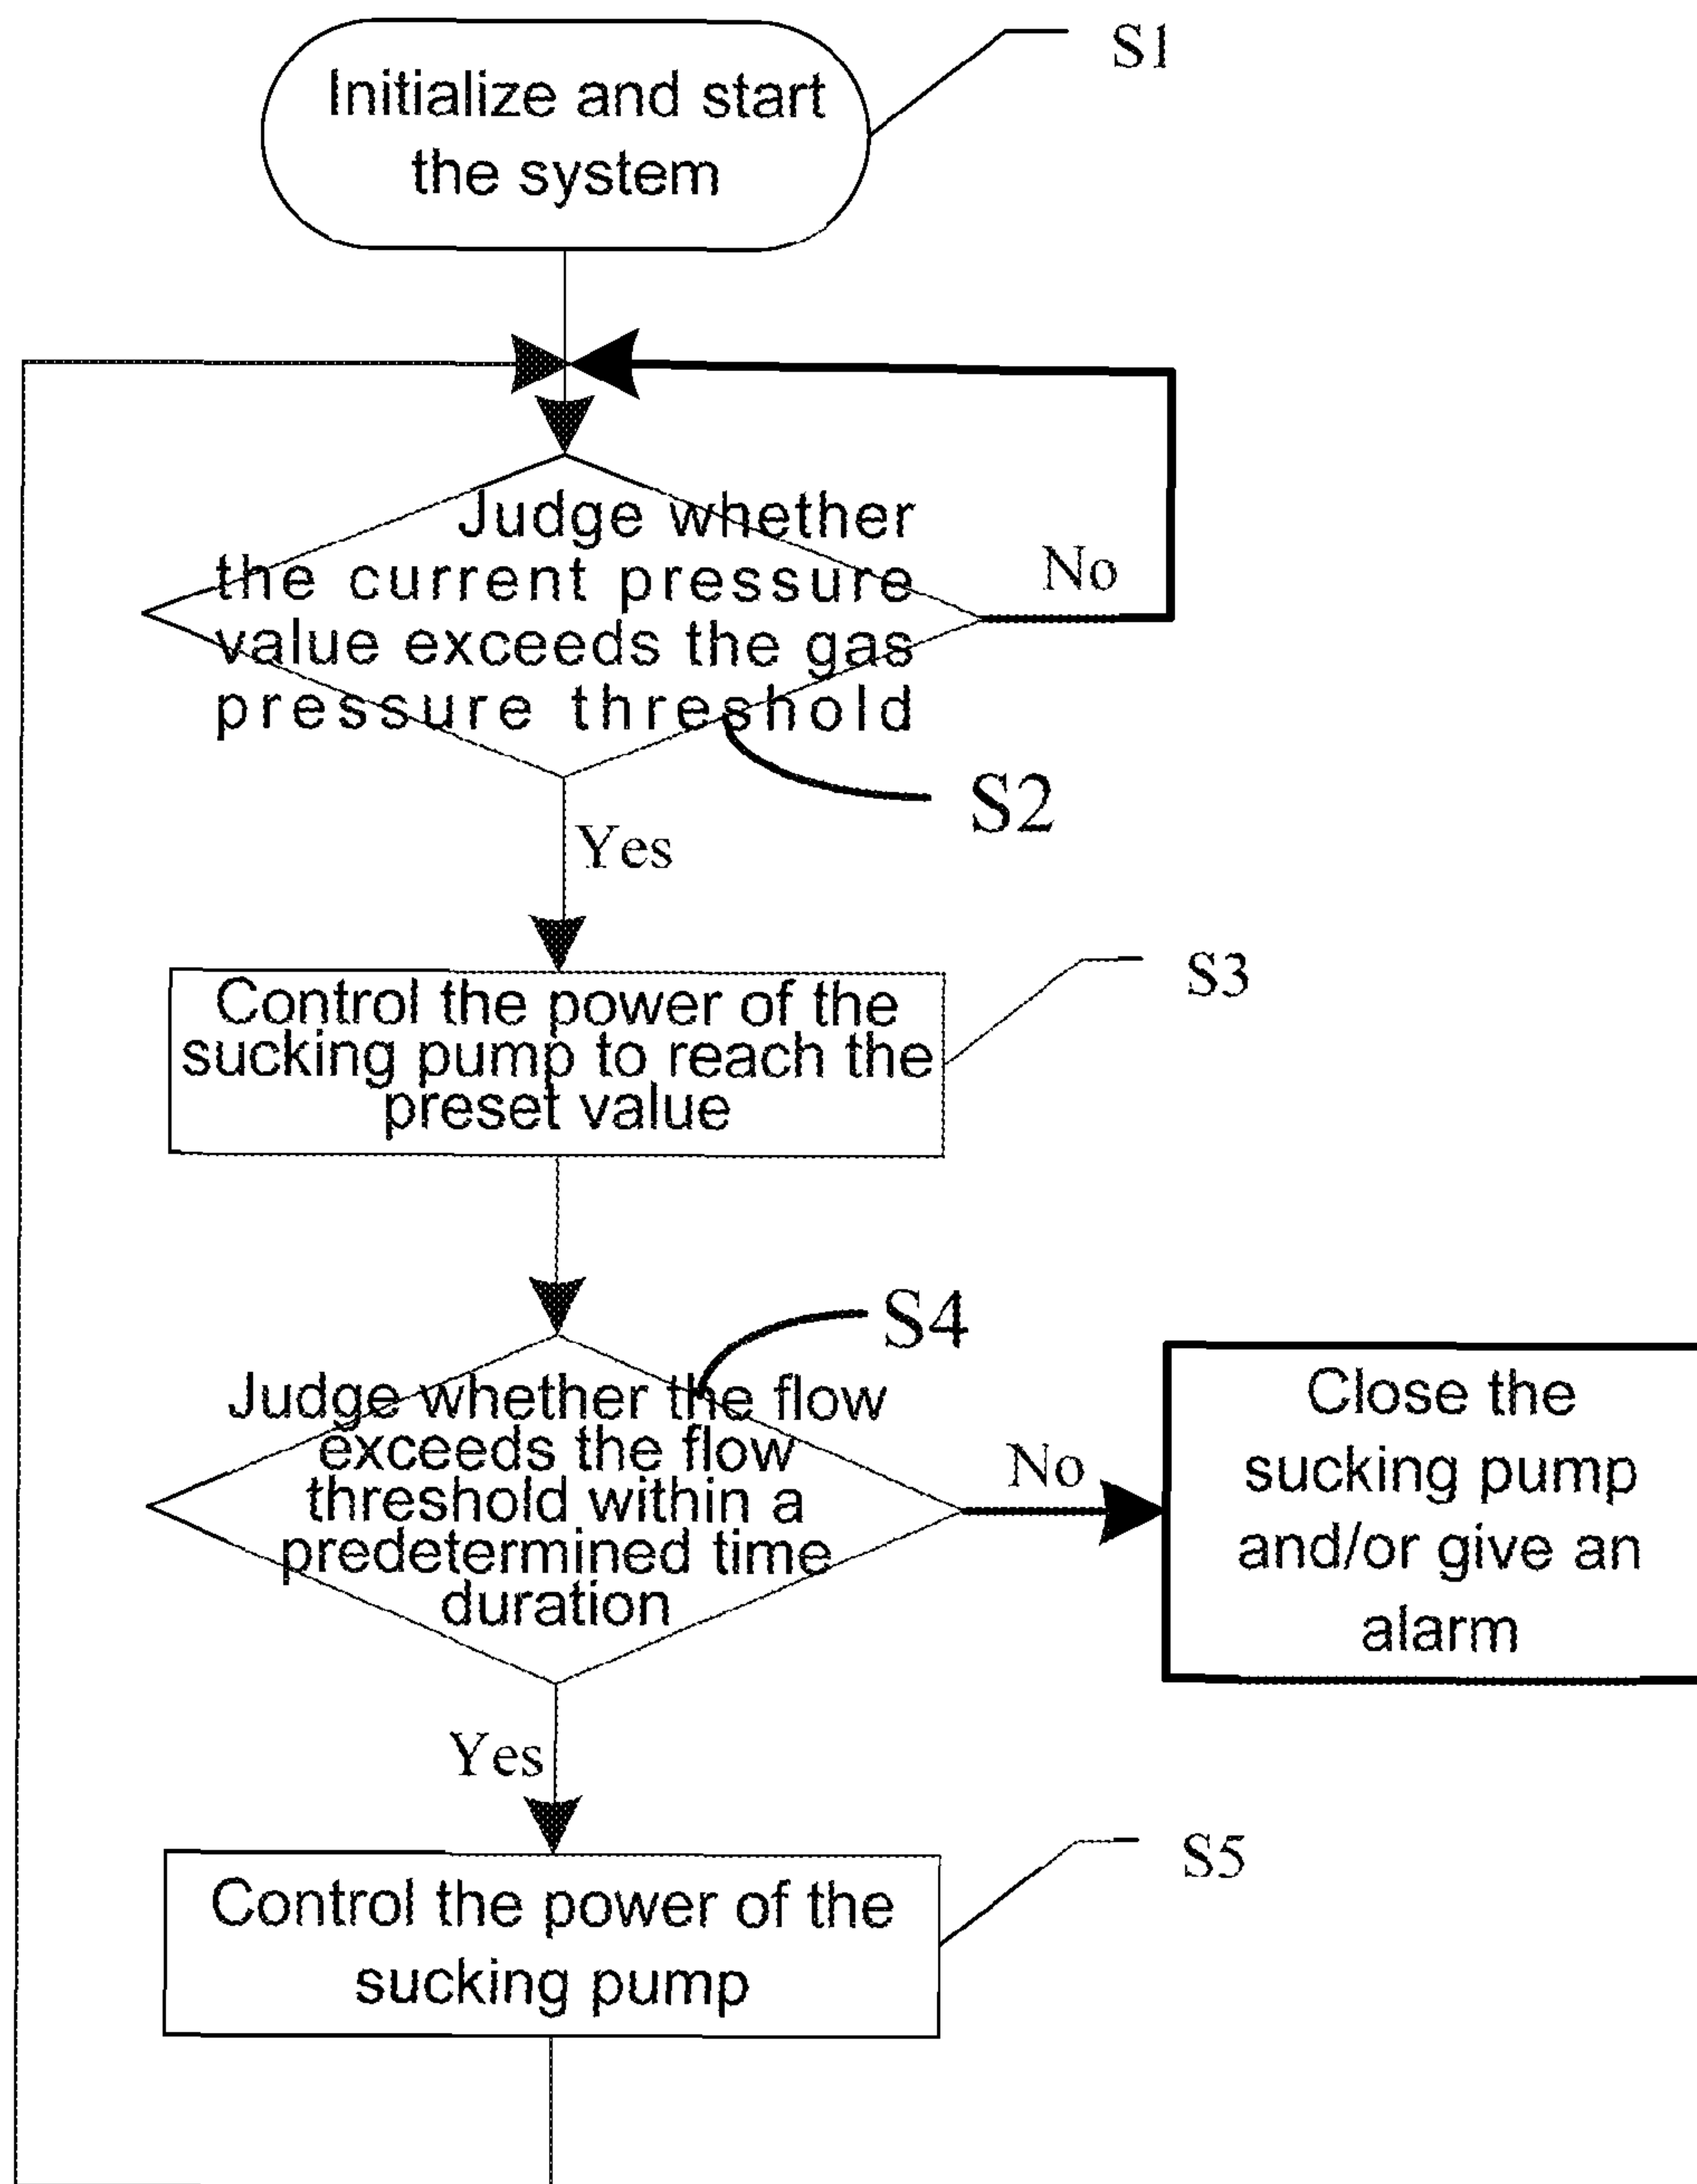 Initialize and start
the system
S1
Judge whether
the current pressure
value exceeds the gas
pressure threshold
No
S2
Yes
Control the power of the
sucking pump to reach the
preset value
S3
S4
Judge whether the flow
exceeds the flow
threshold within a
predetermined time
duration
No
Close the
sucking pump
and/or give an
alarm
Yes
Control the power of the
sucking pump
S5